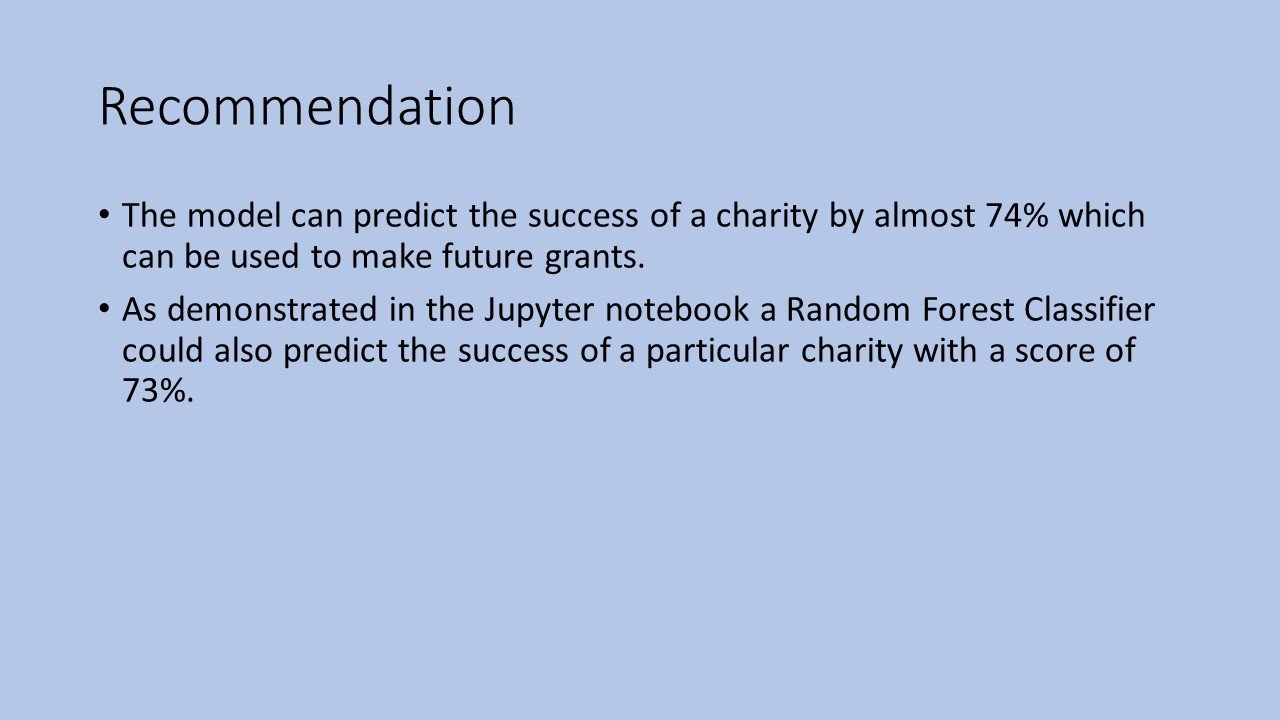 Recommendation
• The model can predict the success of a charity by almost 74% which
can be used to make future grants.
• As demonstrated in the Jupyter notebook a Random Forest Classifier
could also predict the success of a particular charity with a score of
73%.